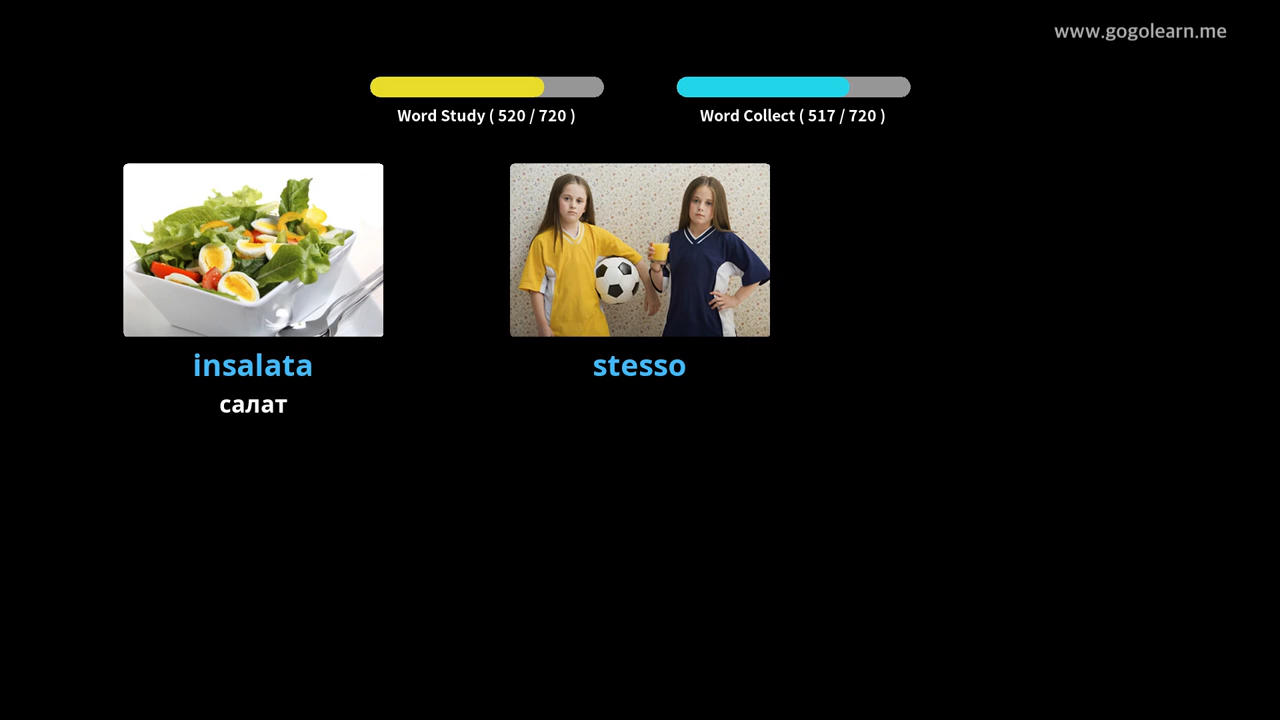 www.gogolearn.me
Word Study ( 520 / 720 )
Word Collect ( 517 / 720 )
insalata
салат
stesso